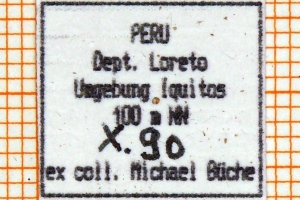 PERU
Dept. Loreto
Umgebung Iquitos
100 m NN
X. 90
ex coll. Michael Büche